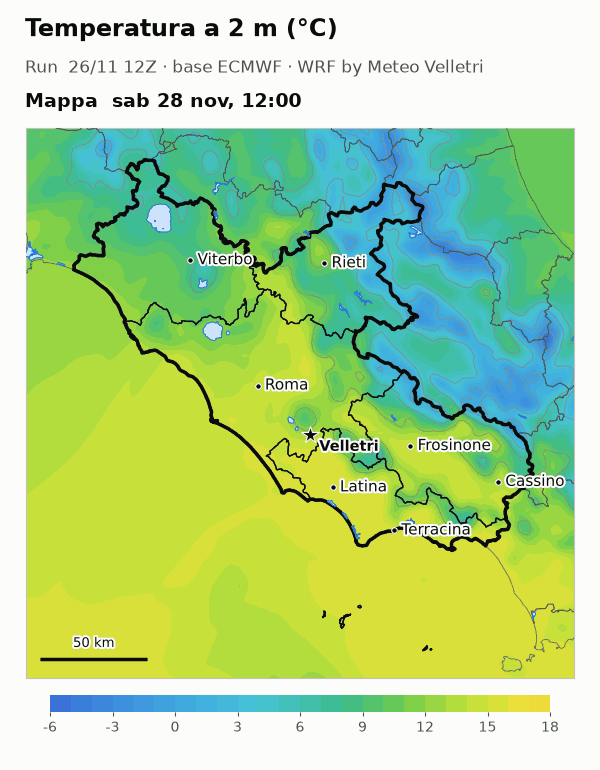 Temperatura a 2 m (°C)
Run  26/11 12Z · base ECMWF · WRF by Meteo Velletri
Mappa  sab 28 nov, 12:00
Viterbo
Rieti
Roma
Velletri
Frosinone
Latina
Cassino
Terracina
50 km
-6 -3 0 3 6 9 12 15 18